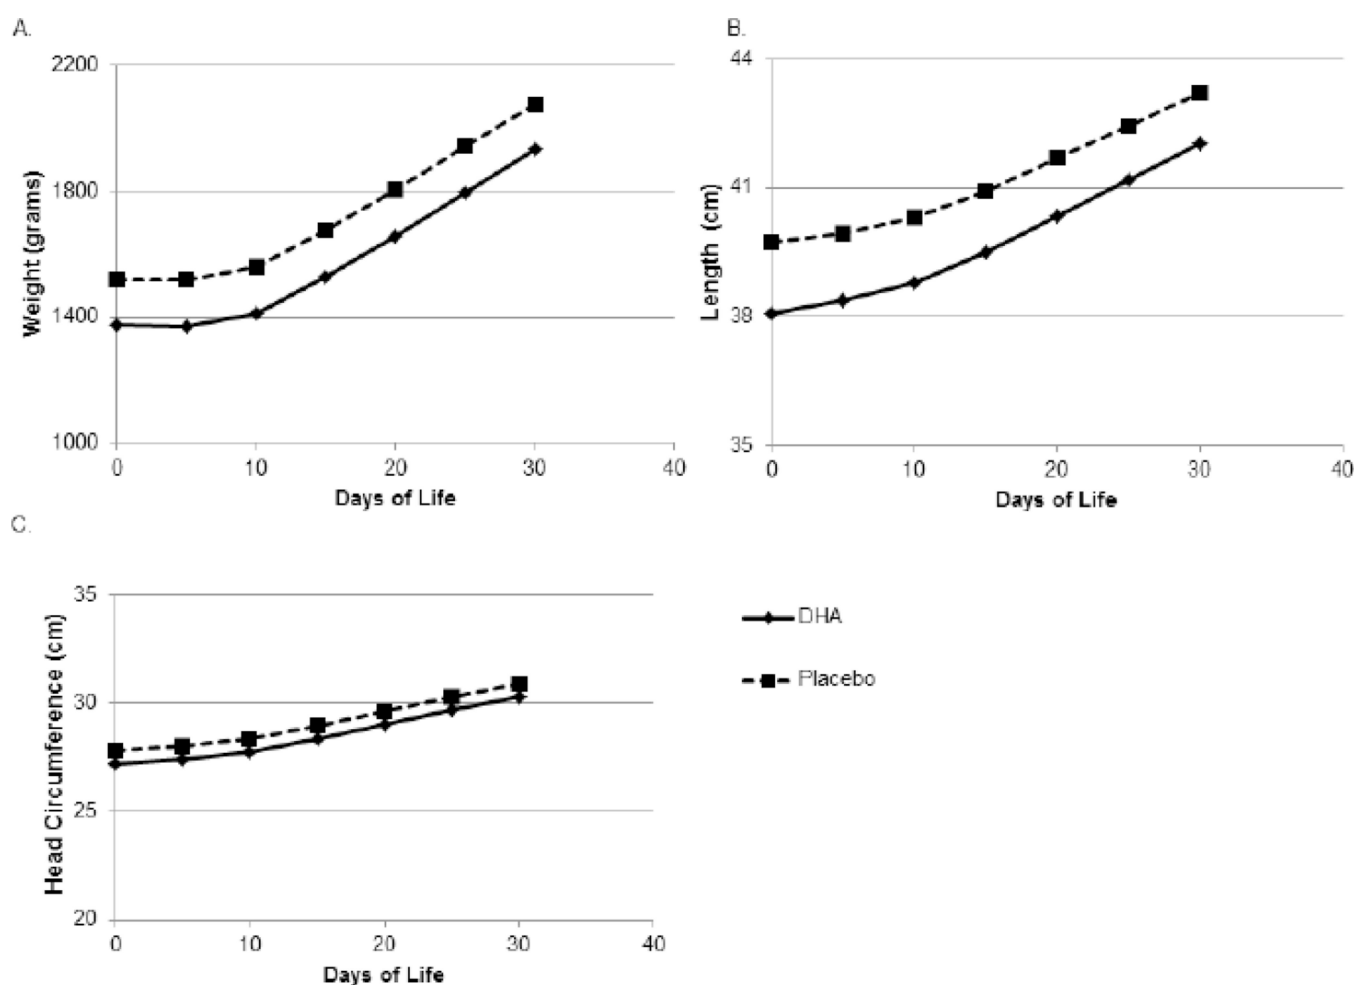 A.
2200
1800
1400
1000
Weight (grams)
0 10 20 30 40
Days of Life
B.
44
41
38
35
Length (cm)
0 10 20 30 40
Days of Life
C.
35
30
25
20
Head Circumference (cm)
0 10 20 30 40
Days of Life
DHA
Placebo